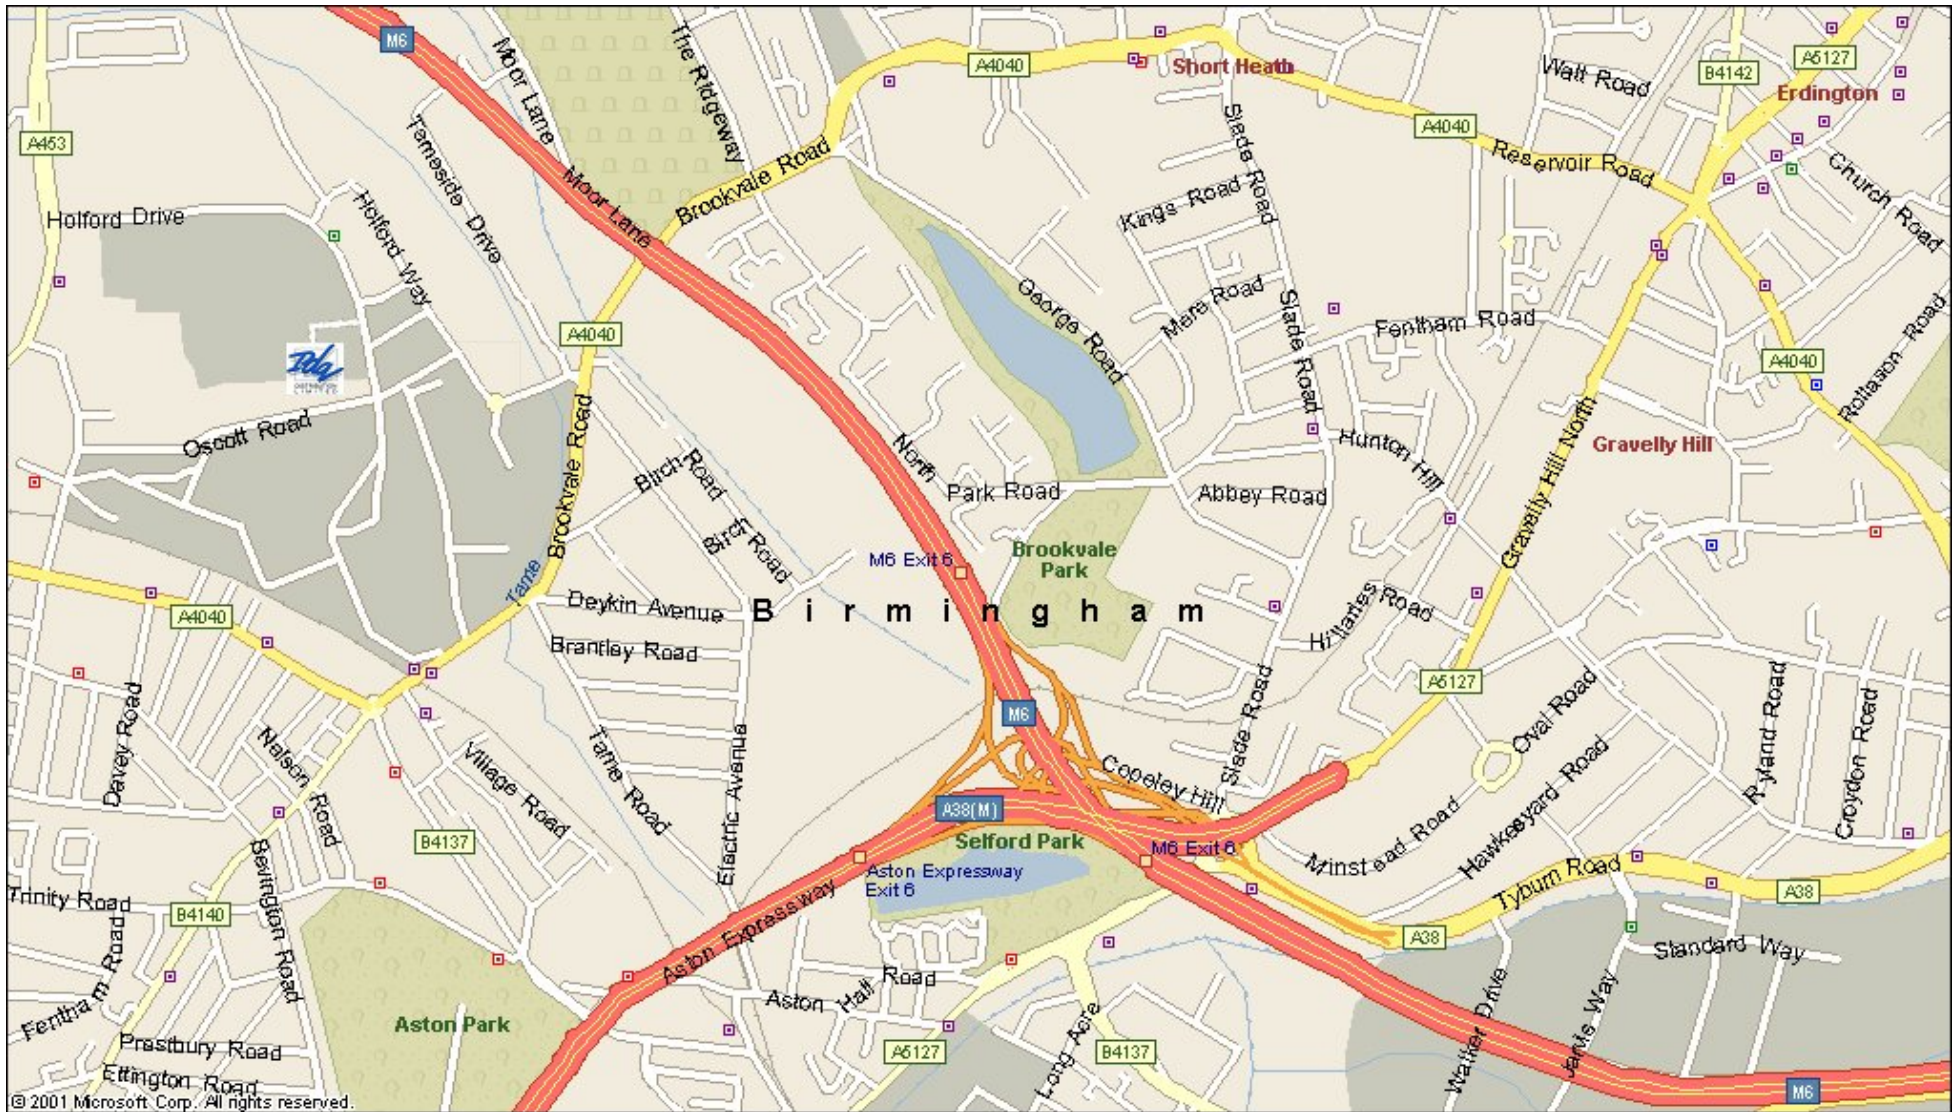 M6
A4040
Short Heath
Walt Road
B4142
A5127
Erdington
Moor Lane
The Ridgeway
A453
Tameside Drive
A4040
Slade Road
Reservoir Road
Church Road
Brookvale Road
Moor Lane
Kings Road
Holford Drive
Holford Way
George Road
Mere Road
Slade Road
Fentham Road
A4040
A4040
Rollason Road
Pdq
LIMITED
Oscott Road
Brookvale Road
North
Hunton Hill
Gravelly Hill North
Gravelly Hill
Birch Road
Park Road
Abbey Road
Birch Road
M6 Exit 6
Brookvale
Park
Tame
A4040
Deykin Avenue
Birmingham
Hillaries Road
Brantley Road
A5127
Davey Road
M6
Slade Road
Oval Road
Ryland Road
Croydon Road
Nelson Road
Village Road
Tame Road
Electric Avenue
Copeley Hill
A38(M)
Selford Park
M6 Exit 6
Minstead Road
Hawkesyard Road
B4137
Aston Expressway
Exit 6
Tyburn Road
A38
Trinity Road
B4140
Bevington Road
Aston Expressway
A38
Standard Way
Fentham Road
Aston Hall Road
Aston Park
Walker Drive
Jarvis Way
Prestbury Road
A5127
Long Acre
B4137
Ettington Road
M6
© 2001 Microsoft Corp. All rights reserved.